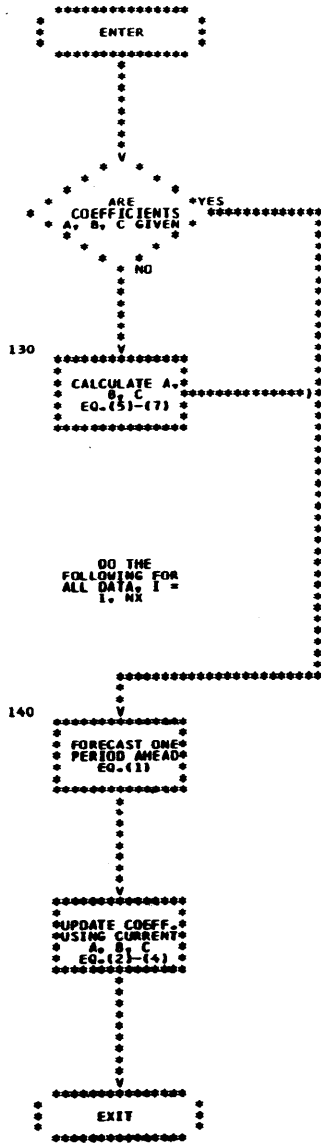 ENTER
ARE
COEFFICIENTS
A, B, C GIVEN
YES
NO
130
CALCULATE A,
B, C
EQ.(5)-(7)
DO THE
FOLLOWING FOR
ALL DATA, I =
1, NX
140
FORECAST ONE
PERIOD AHEAD
EQ.(1)
UPDATE COEFF.
USING CURRENT
A, B, C
EQ.(2)-(4)
EXIT